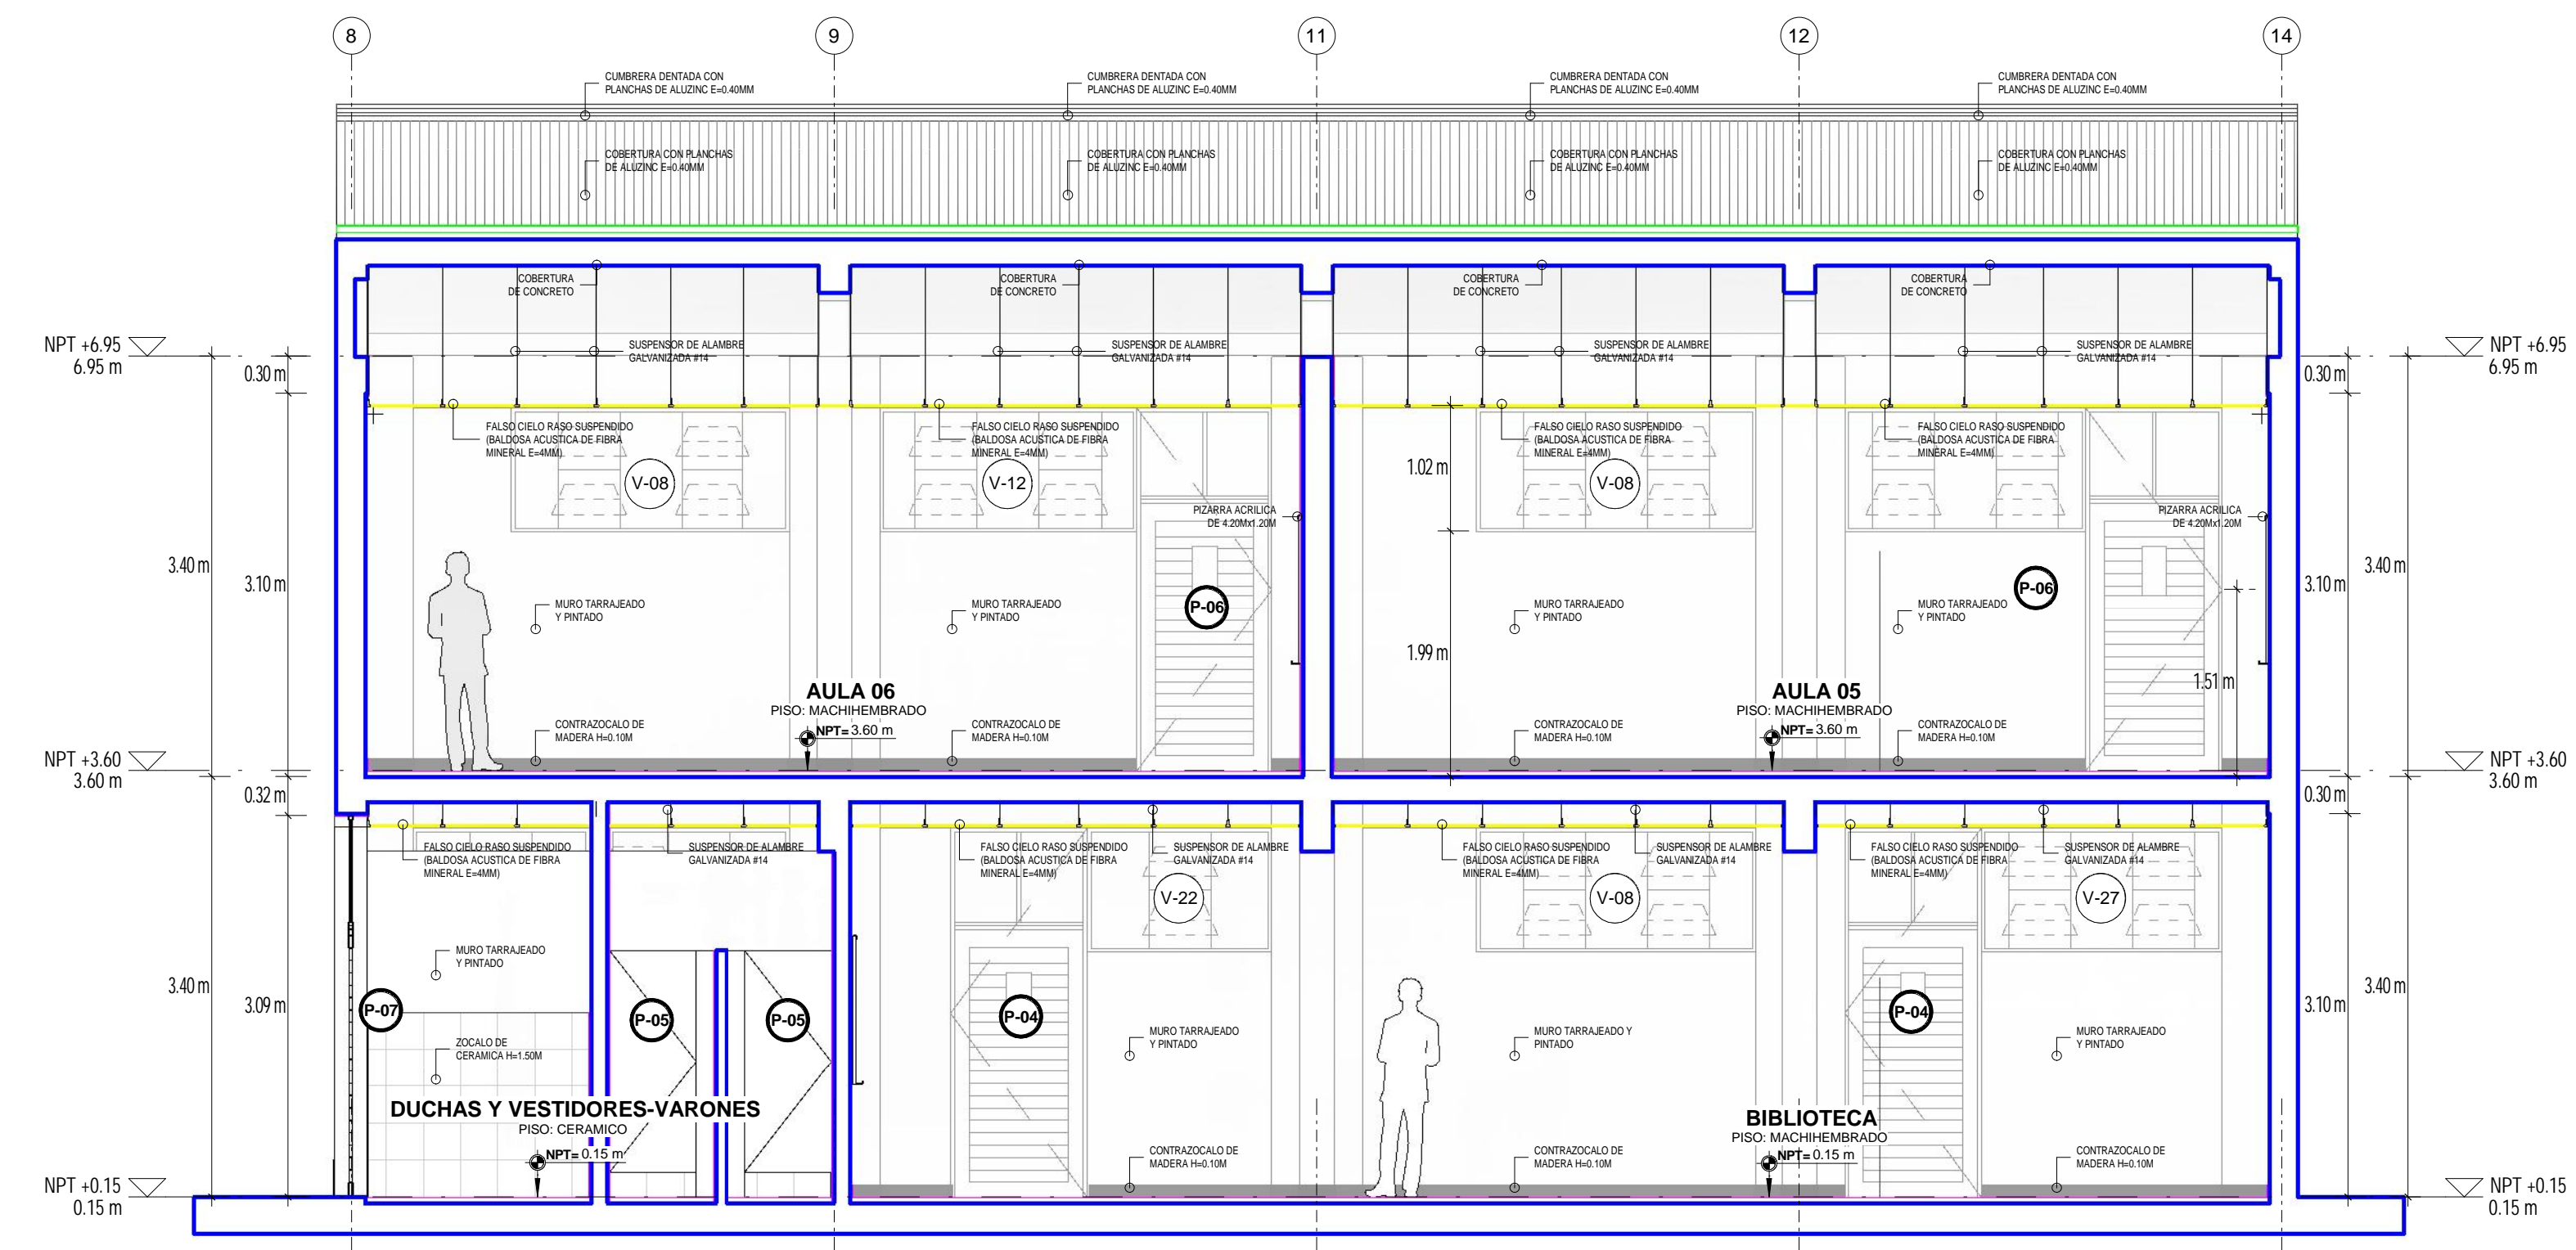 8
9
11
12
14
CUMBRERA DENTADA CON
PLANCHAS DE ALUZINC E=0.40MM
CUMBRERA DENTADA CON
PLANCHAS DE ALUZINC E=0.40MM
CUMBRERA DENTADA CON
PLANCHAS DE ALUZINC E=0.40MM
CUMBRERA DENTADA CON
PLANCHAS DE ALUZINC E=0.40MM
COBERTURA CON PLANCHAS
DE ALUZINC E=0.40MM
COBERTURA CON PLANCHAS
DE ALUZINC E=0.40MM
COBERTURA CON PLANCHAS
DE ALUZINC E=0.40MM
COBERTURA CON PLANCHAS
DE ALUZINC E=0.40MM
COBERTURA
DE CONCRETO
COBERTURA
DE CONCRETO
COBERTURA
DE CONCRETO
COBERTURA
DE CONCRETO
NPT +6.95
6.95 m
0.30 m
SUSPENSOR DE ALAMBRE
GALVANIZADA #14
SUSPENSOR DE ALAMBRE
GALVANIZADA #14
SUSPENSOR DE ALAMBRE
GALVANIZADA #14
SUSPENSOR DE ALAMBRE
GALVANIZADA #14
0.30 m
NPT +6.95
6.95 m
FALSO CIELO RASO SUSPENDIDO
(BALDOSA ACUSTICA DE FIBRA
MINERAL E=4MM)
V-08
FALSO CIELO RASO SUSPENDIDO
(BALDOSA ACUSTICA DE FIBRA
MINERAL E=4MM)
V-12
1.02 m
FALSO CIELO RASO SUSPENDIDO
(BALDOSA ACUSTICA DE FIBRA
MINERAL E=4MM)
V-08
FALSO CIELO RASO SUSPENDIDO
(BALDOSA ACUSTICA DE FIBRA
MINERAL E=4MM)
PIZARRA ACRILICA
DE 4.20Mx1.20M
PIZARRA ACRILICA
DE 4.20Mx1.20M
3.40 m
3.10 m
MURO TARRAJEADO
Y PINTADO
MURO TARRAJEADO
Y PINTADO
P-06
MURO TARRAJEADO
Y PINTADO
MURO TARRAJEADO
Y PINTADO
P-06
3.10 m
3.40 m
1.99 m
1.51 m
AULA 06
PISO: MACHIHEMBRADO
NPT= 3.60 m
AULA 05
PISO: MACHIHEMBRADO
NPT= 3.60 m
CONTRAZOCALO DE
MADERA H=0.10M
CONTRAZOCALO DE
MADERA H=0.10M
CONTRAZOCALO DE
MADERA H=0.10M
CONTRAZOCALO DE
MADERA H=0.10M
NPT +3.60
3.60 m
0.32 m
NPT +3.60
3.60 m
0.30 m
FALSO CIELO RASO SUSPENDIDO
(BALDOSA ACUSTICA DE FIBRA
MINERAL E=4MM)
SUSPENSOR DE ALAMBRE
GALVANIZADA #14
FALSO CIELO RASO SUSPENDIDO
(BALDOSA ACUSTICA DE FIBRA
MINERAL E=4MM)
SUSPENSOR DE ALAMBRE
GALVANIZADA #14
FALSO CIELO RASO SUSPENDIDO
(BALDOSA ACUSTICA DE FIBRA
MINERAL E=4MM)
SUSPENSOR DE ALAMBRE
GALVANIZADA #14
FALSO CIELO RASO SUSPENDIDO
(BALDOSA ACUSTICA DE FIBRA
MINERAL E=4MM)
SUSPENSOR DE ALAMBRE
GALVANIZADA #14
V-22
V-08
V-27
MURO TARRAJEADO
Y PINTADO
3.40 m
3.09 m
P-07
P-05
P-05
P-04
P-04
3.10 m
3.40 m
ZOCALO DE
CERAMICA H=1.50M
MURO TARRAJEADO
Y PINTADO
MURO TARRAJEADO Y
PINTADO
MURO TARRAJEADO
Y PINTADO
DUCHAS Y VESTIDORES-VARONES
PISO: CERAMICO
NPT= 0.15 m
BIBLIOTECA
PISO: MACHIHEMBRADO
NPT= 0.15 m
CONTRAZOCALO DE
MADERA H=0.10M
CONTRAZOCALO DE
MADERA H=0.10M
CONTRAZOCALO DE
MADERA H=0.10M
NPT +0.15
0.15 m
NPT +0.15
0.15 m